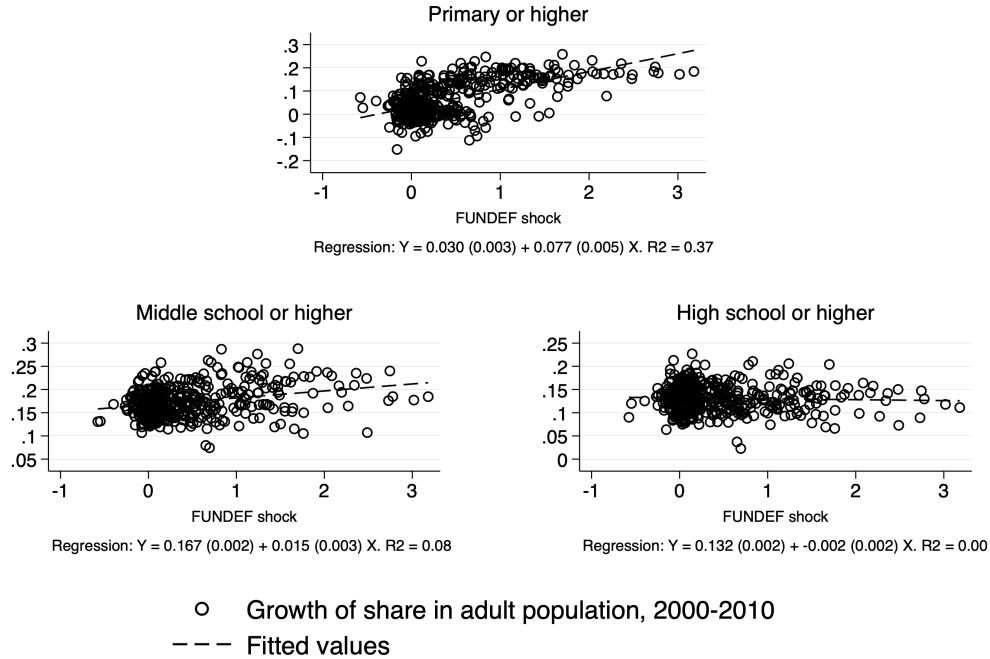 Primary or higher
.3
.2
.1
0
-.1
-.2
-1 0 1 2 3
FUNDEF shock
Regression: Y = 0.030 (0.003) + 0.077 (0.005) X. R2 = 0.37
Middle school or higher
.3
.25
.2
.15
.1
.05
-1 0 1 2 3
FUNDEF shock
Regression: Y = 0.167 (0.002) + 0.015 (0.003) X. R2 = 0.08
High school or higher
.25
.2
.15
.1
.05
0
-1 0 1 2 3
FUNDEF shock
Regression: Y = 0.132 (0.002) + -0.002 (0.002) X. R2 = 0.00
Growth of share in adult population, 2000-2010
Fitted values